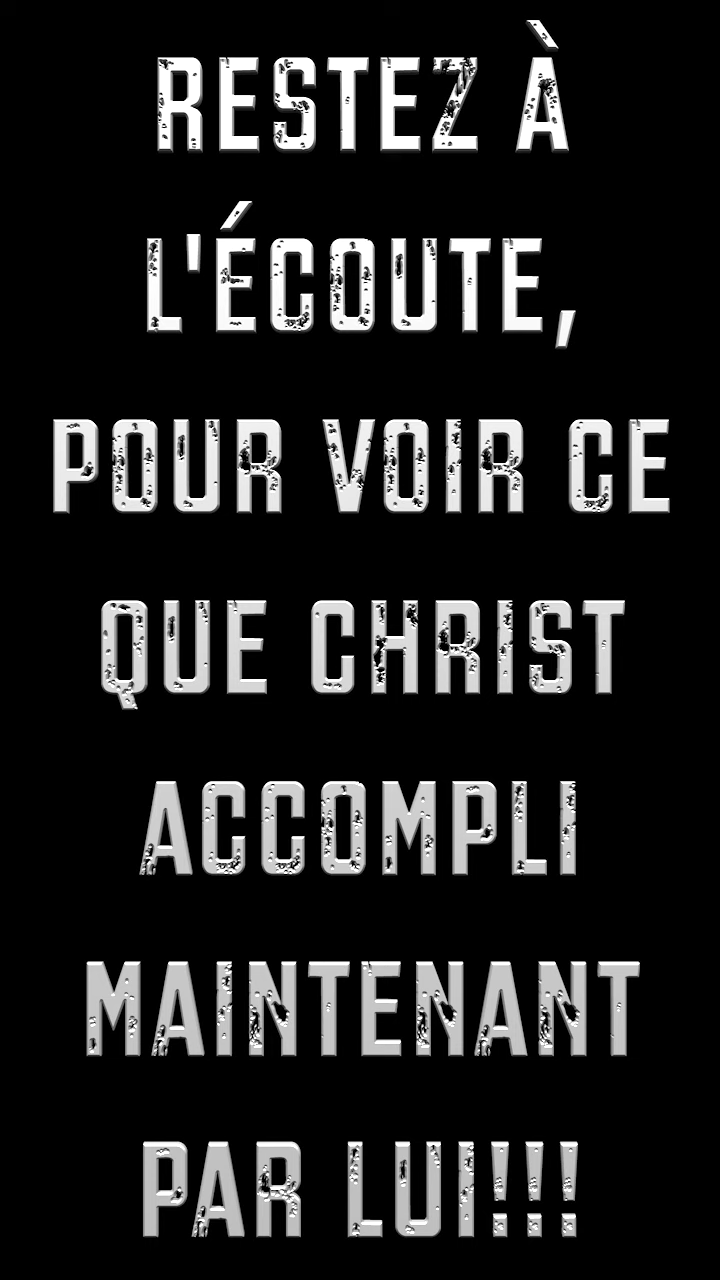 RESTEZ À
L'ÉCOUTE,
POUR VOIR CE
QUE CHRIST
ACCOMPLI
MAINTENANT
PAR LUI!!!